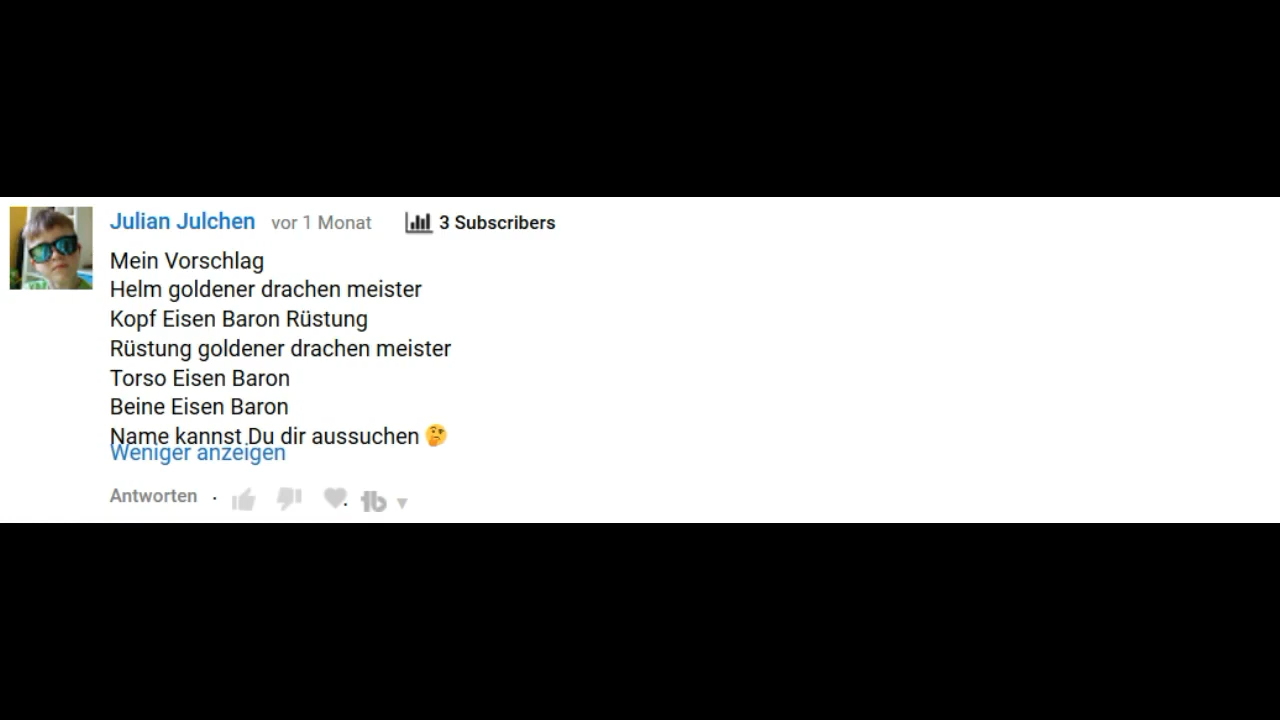 Julian Julchen vor 1 Monat 3 Subscribers
Mein Vorschlag
Helm goldener drachen meister
Kopf Eisen Baron Rüstung
Rüstung goldener drachen meister
Torso Eisen Baron
Beine Eisen Baron
Name kannst Du dir aussuchen 🤔
Weniger anzeigen
Antworten · tb ▼